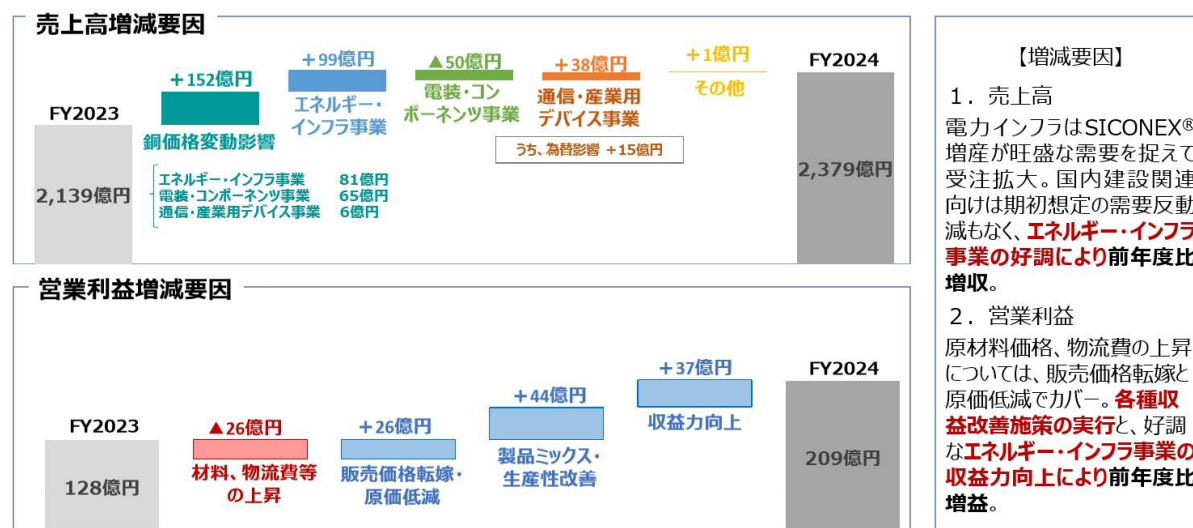 売上高増減要因
FY2023
2,139億円
+152億円
銅価格変動影響
エネルギー・インフラ事業 81億円
電装・コンポーネンツ事業 65億円
通信・産業用デバイス事業 6億円
+99億円
エネルギー・
インフラ事業
▲50億円
電装・コン
ポーネンツ事業
+38億円
通信・産業用
デバイス事業
うち、為替影響 +15億円
+1億円
その他
FY2024
2,379億円
営業利益増減要因
FY2023
128億円
▲26億円
材料、物流費等
の上昇
+26億円
販売価格転嫁・
原価低減
+44億円
製品ミックス・
生産性改善
+37億円
収益力向上
FY2024
209億円
【増減要因】
1. 売上高
電力インフラはSICONEX®
増産が旺盛な需要を捉えて
受注拡大。国内建設関連
向けは期初想定の需要反動
減もなく、エネルギー・インフラ
事業の好調により前年度比
増収。
2. 営業利益
原材料価格、物流費の上昇
については、販売価格転嫁と
原価低減でカバー。各種収
益改善施策の実行と、好調
なエネルギー・インフラ事業の
収益力向上により前年度比
増益。